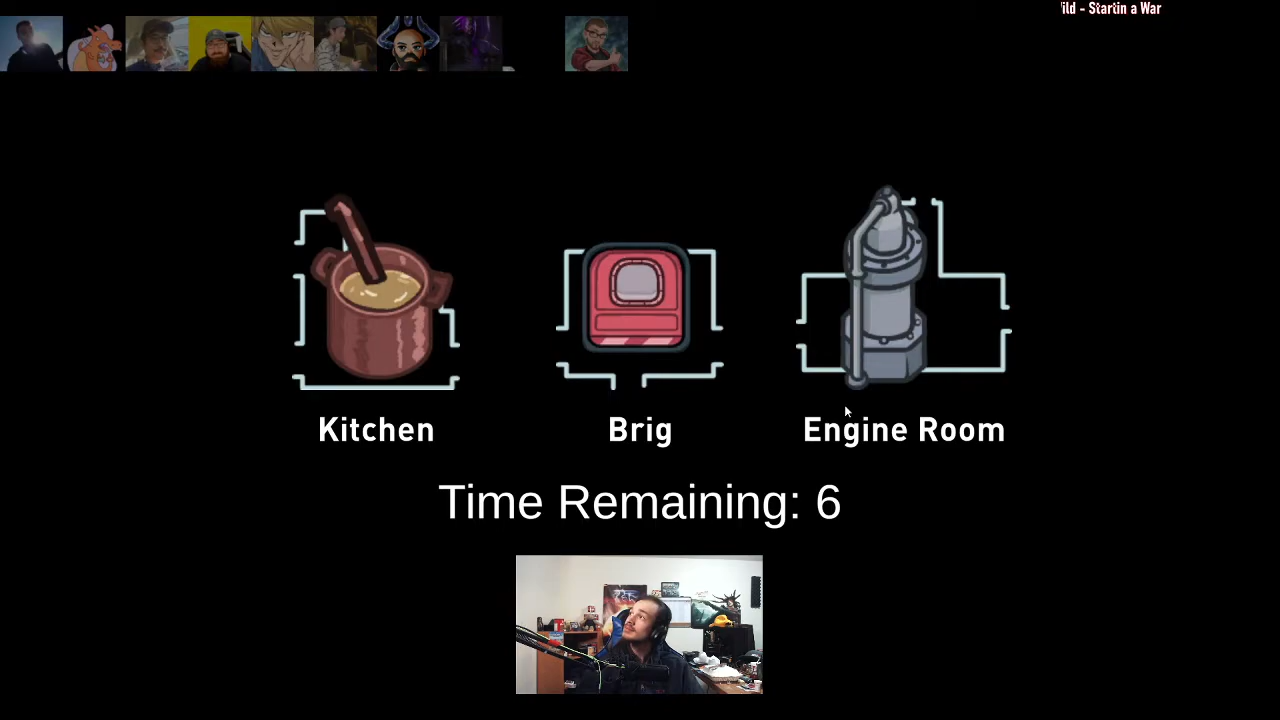 ild - Startin a War
Kitchen
Brig
Engine Room
Time Remaining: 6